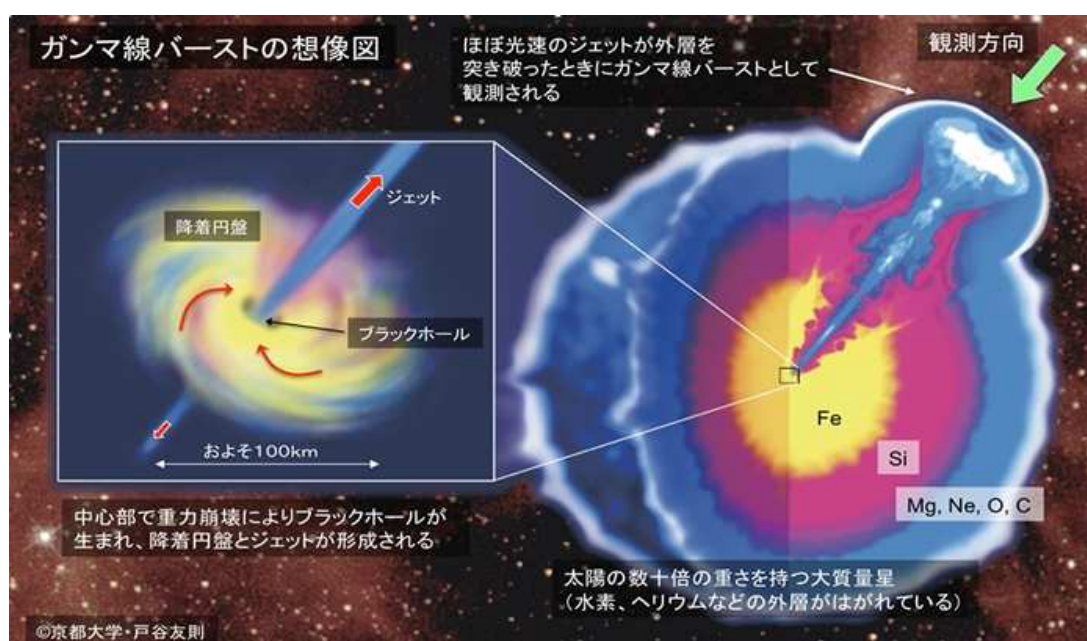 ガンマ線バーストの想像図
ほぼ光速のジェットが外層を
突き破ったときにガンマ線バーストとして
観測される
観測方向
ジェット
降着円盤
ブラックホール
およそ100km
中心部で重力崩壊によりブラックホールが
生まれ、降着円盤とジェットが形成される
Fe
Si
Mg, Ne, O, C
太陽の数十倍の重さを持つ大質量星
(水素、ヘリウムなどの外層がはがれている)
©京都大学・戸谷友則